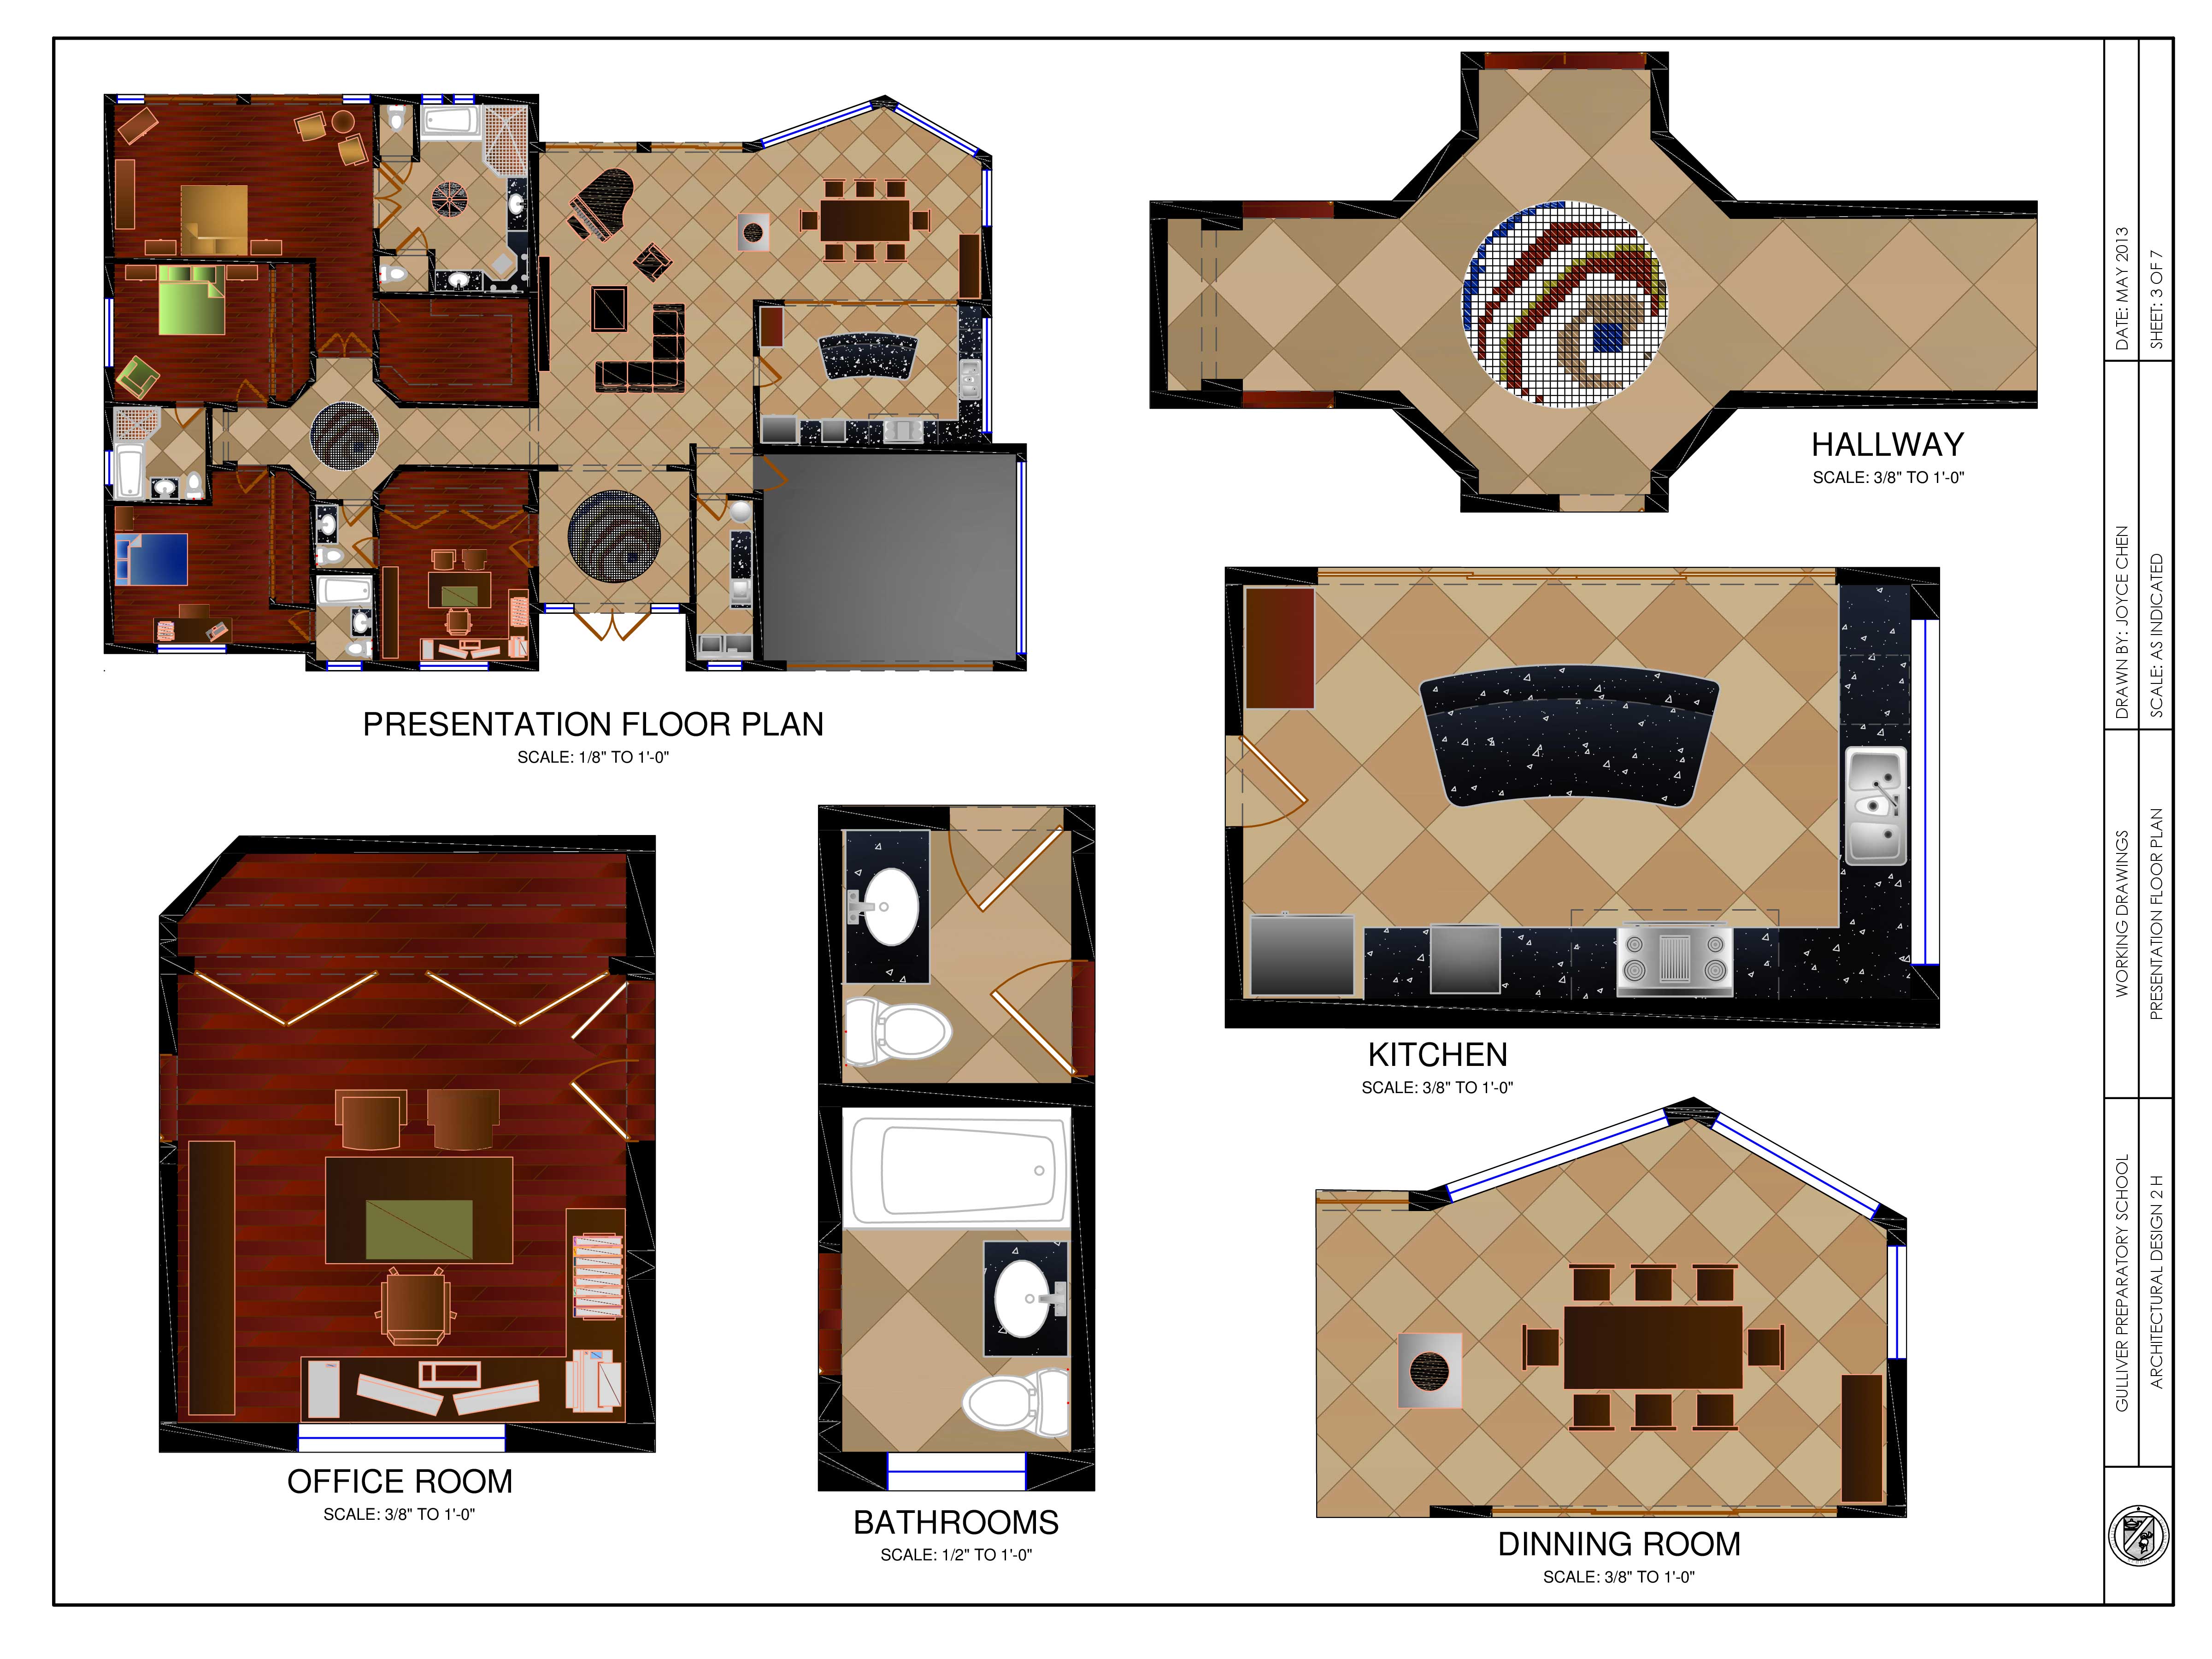 PRESENTATION FLOOR PLAN
SCALE: 1/8" TO 1'-0"
HALLWAY
SCALE: 3/8" TO 1'-0"
KITCHEN
SCALE: 3/8" TO 1'-0"
OFFICE ROOM
SCALE: 3/8" TO 1'-0"
BATHROOMS
SCALE: 1/2" TO 1'-0"
DINNING ROOM
SCALE: 3/8" TO 1'-0"
DATE: MAY 2013
SHEET: 3 OF 7
DRAWN BY: JOYCE CHEN
SCALE: AS INDICATED
WORKING DRAWINGS
PRESENTATION FLOOR PLAN
GULLIVER PREPARATORY SCHOOL
ARCHITECTURAL DESIGN 2 H